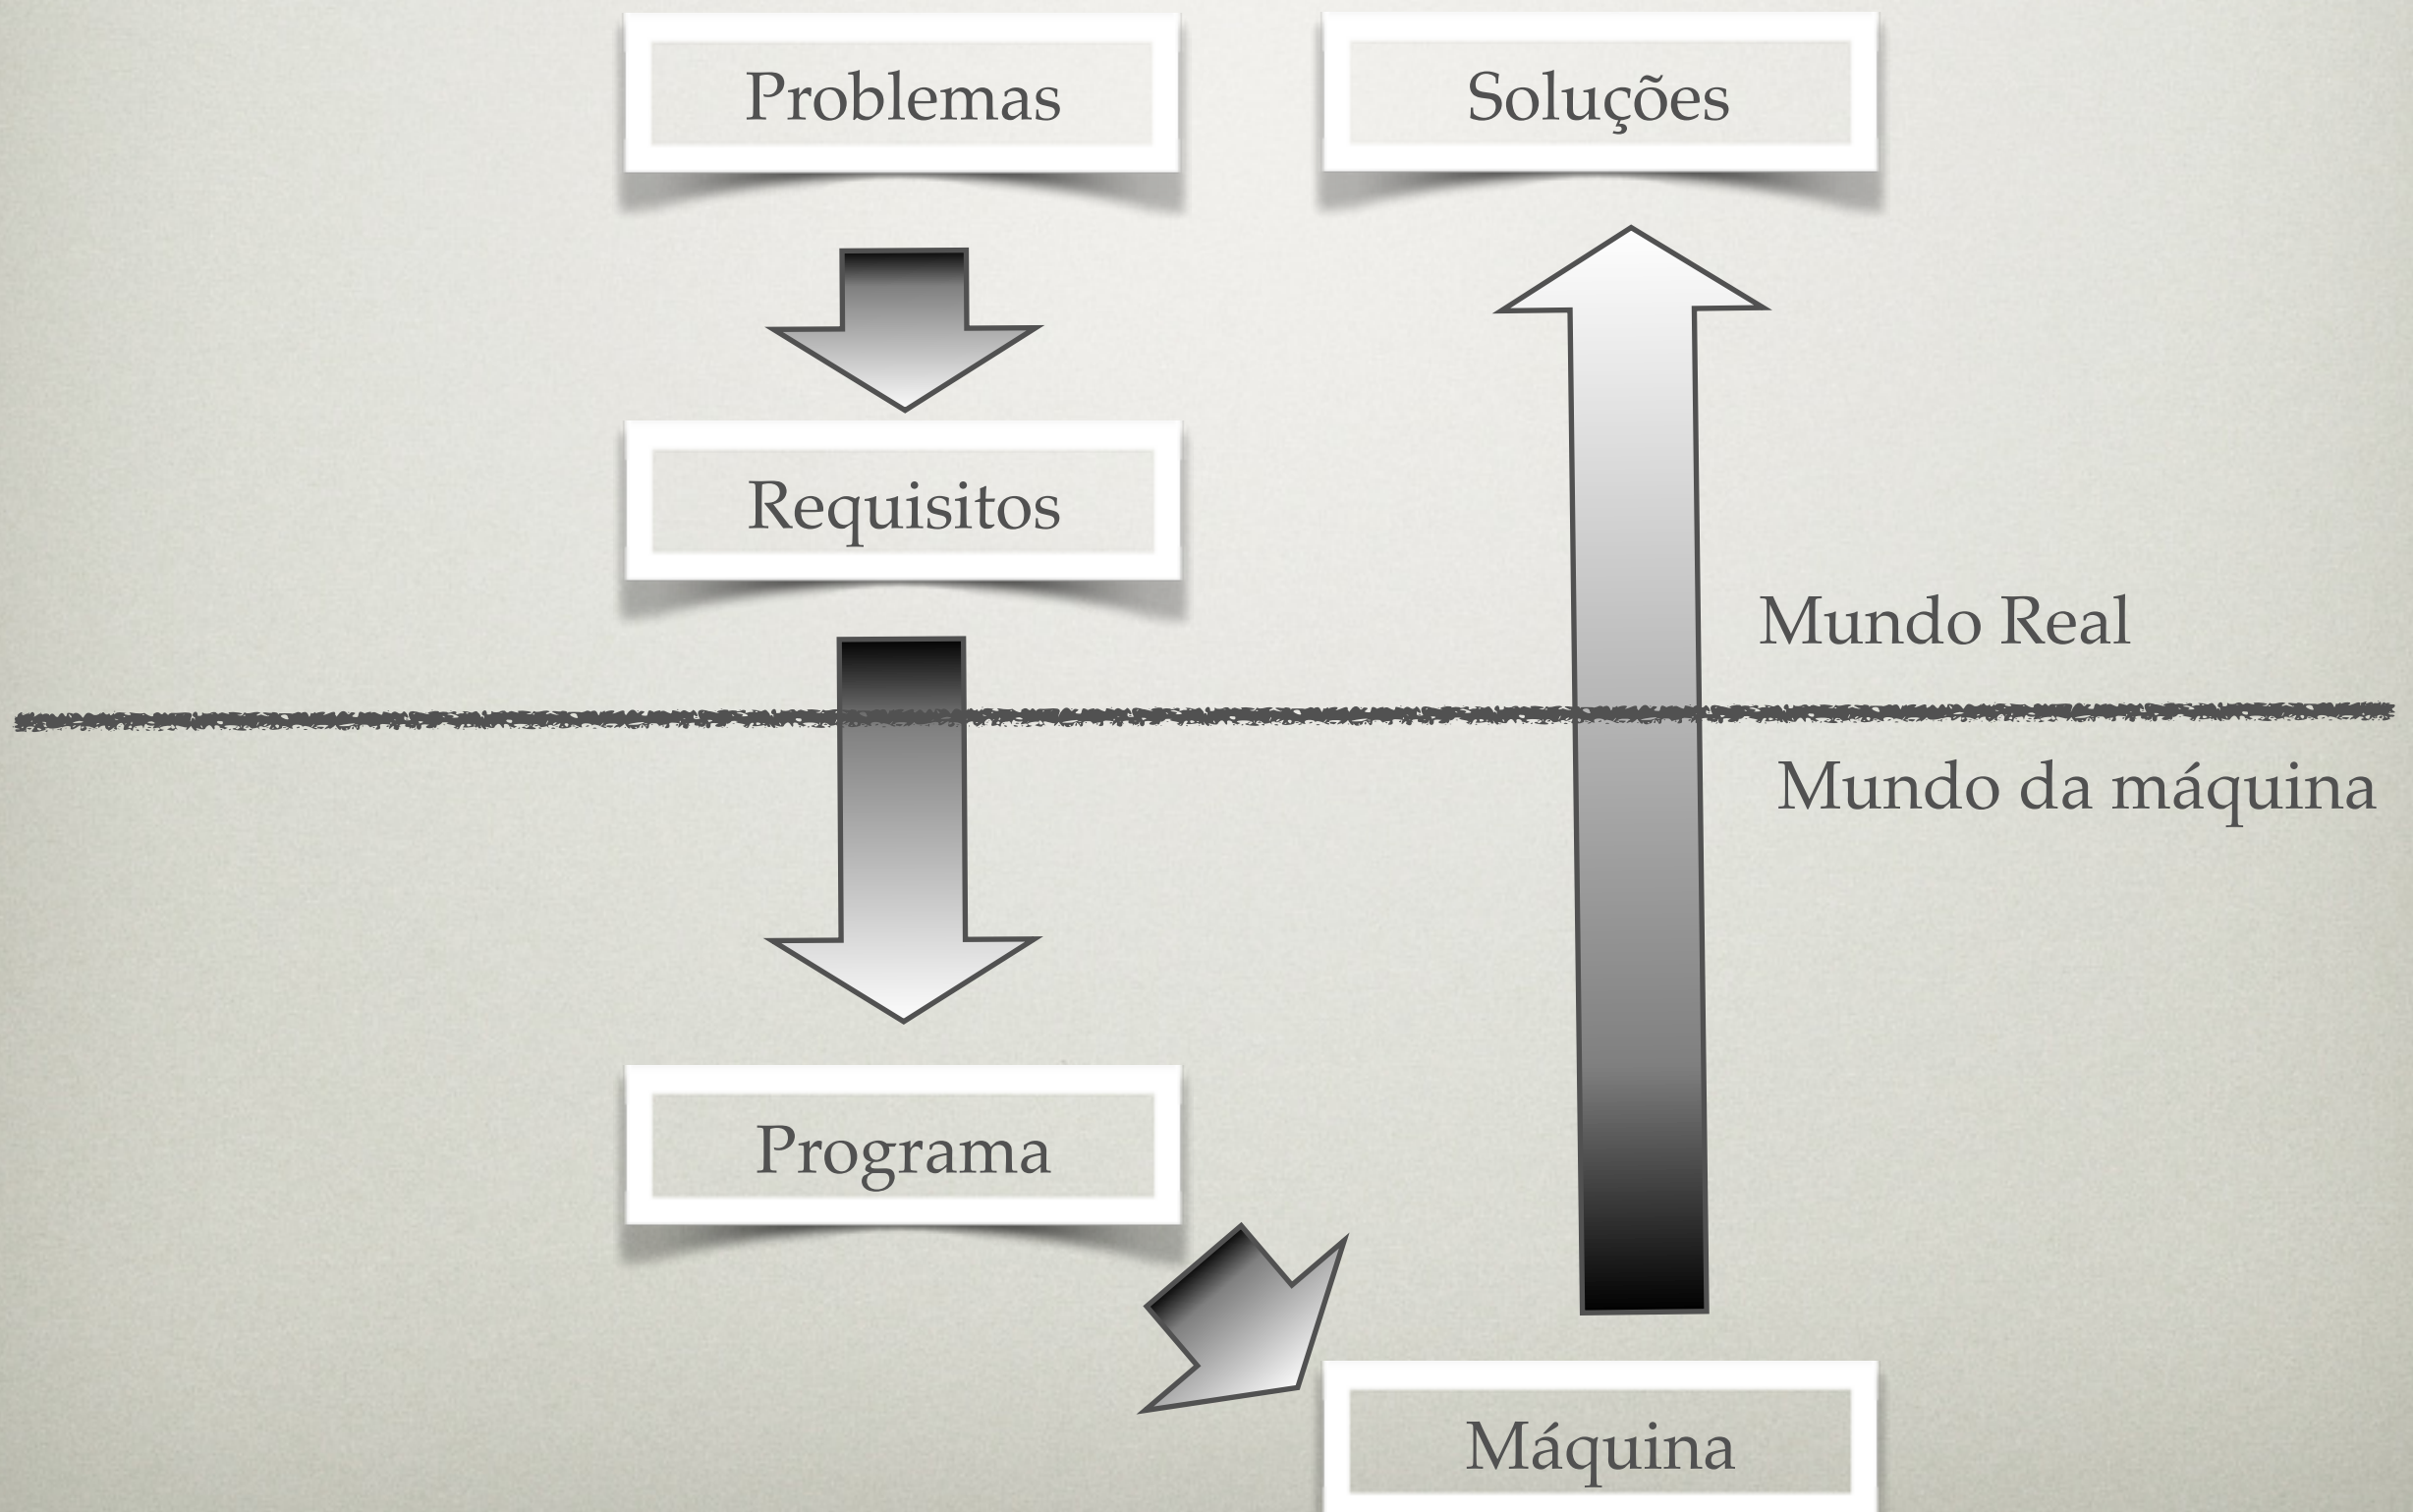 Problemas
Soluções
Requisitos
Mundo Real
Mundo da máquina
Programa
Máquina